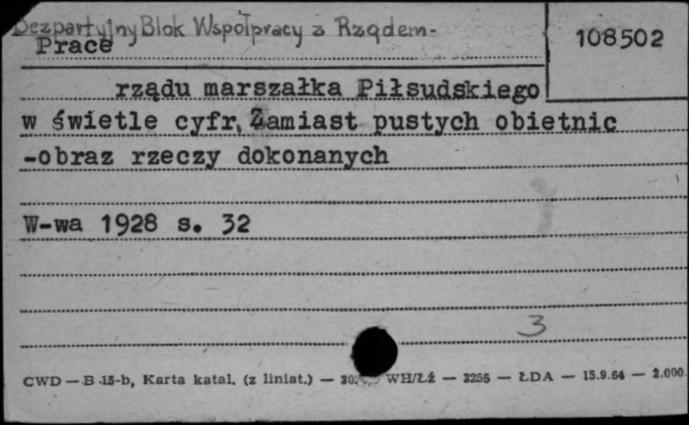 Bezpartyjny Blok Wspołpracy z Rządem-
Prace
108502
rządu marszałka Piłsudskiego
w świetle cyfr, Zamiast pustych obietnic
-obraz rzeczy dokonanych
W-wa 1928 s. 32
3
CWD — B 15-b, Karta katal. (z liniat.) — WH/Łź — 3256 — ŁDA — 15.9.64 — 2.000